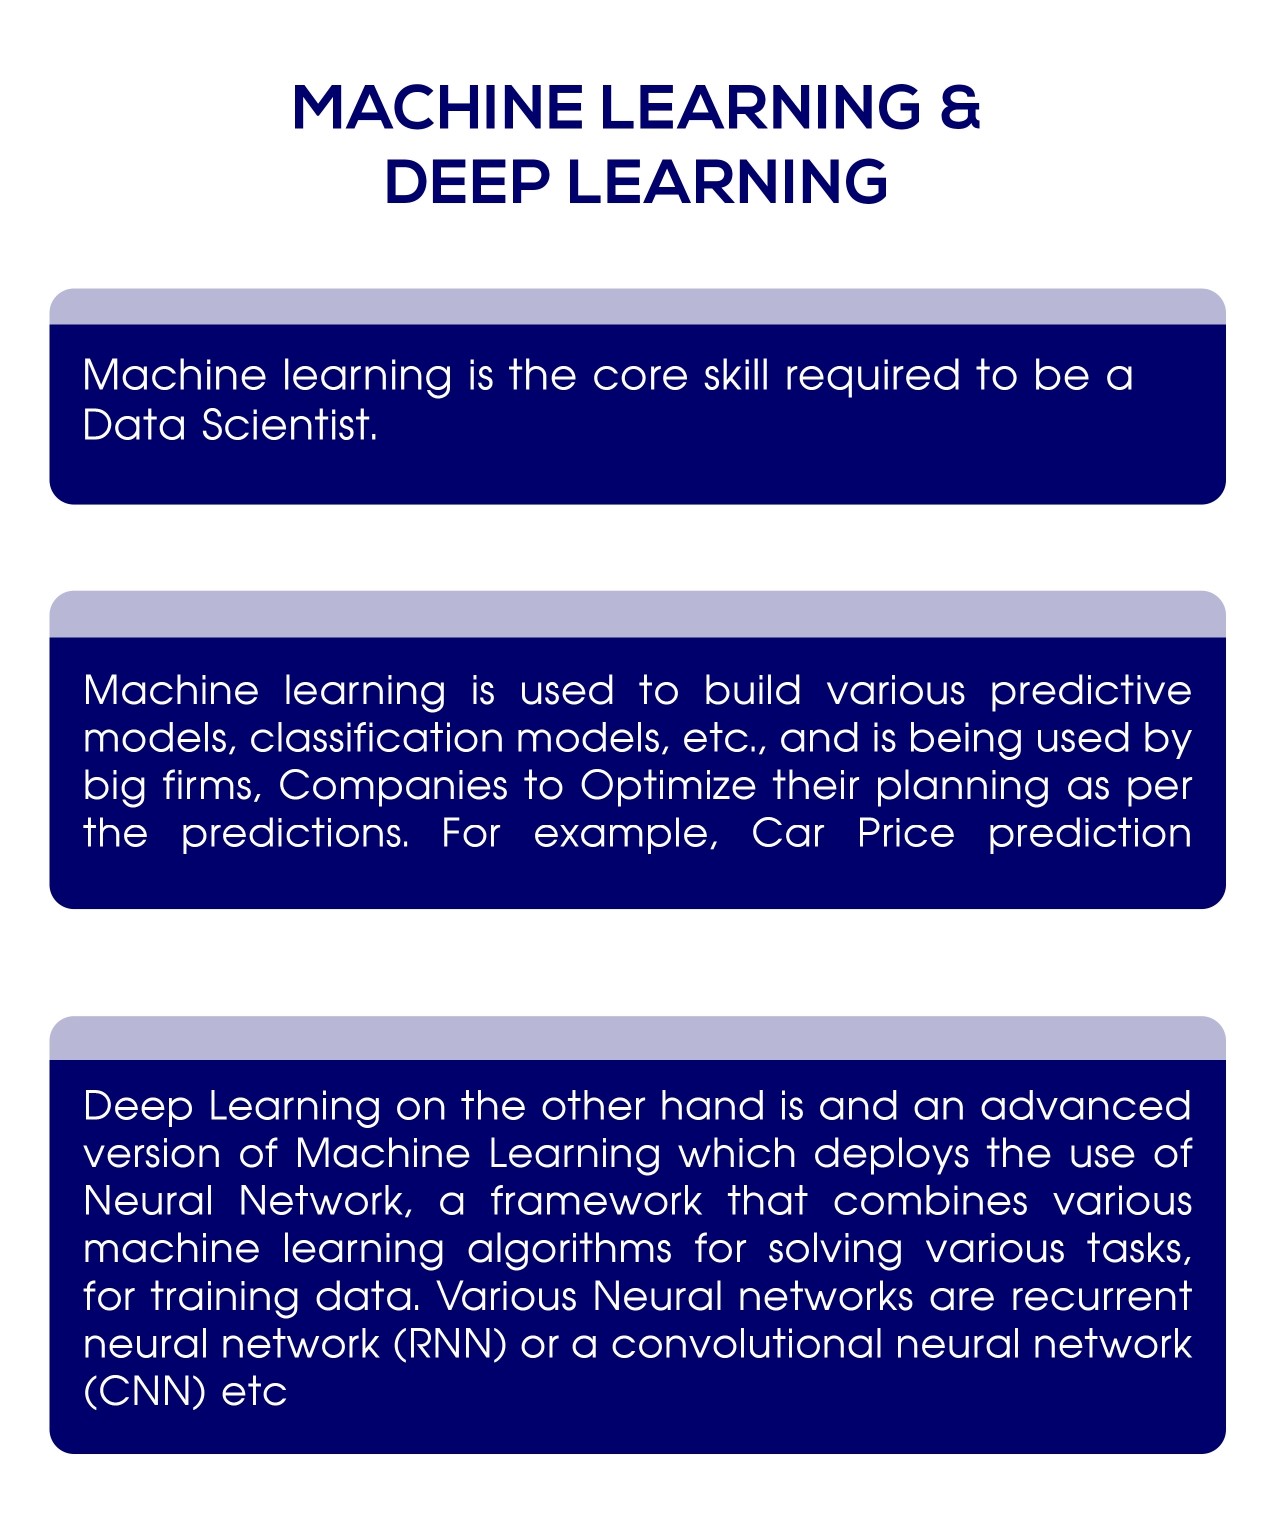 MACHINE LEARNING &
DEEP LEARNING
Machine learning is the core skill required to be a
Data Scientist.
Machine learning is used to build various predictive
models, classification models, etc., and is being used by
big firms, Companies to Optimize their planning as per
the predictions. For example, Car Price prediction
Deep Learning on the other hand is and an advanced
version of Machine Learning which deploys the use of
Neural Network, a framework that combines various
machine learning algorithms for solving various tasks,
for training data. Various Neural networks are recurrent
neural network (RNN) or a convolutional neural network
(CNN) etc